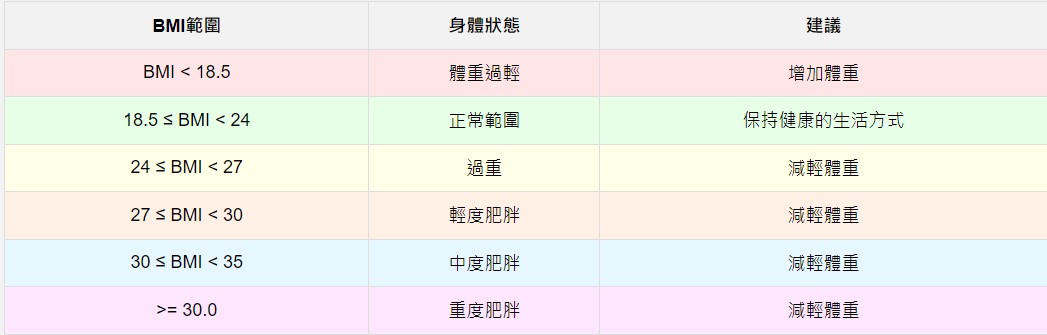 BMI範圍 身體狀態 建議
BMI < 18.5 體重過輕 增加體重
18.5 ≤ BMI < 24 正常範圍 保持健康的生活方式
24 ≤ BMI < 27 過重 減輕體重
27 ≤ BMI < 30 輕度肥胖 減輕體重
30 ≤ BMI < 35 中度肥胖 減輕體重
>= 30.0 重度肥胖 減輕體重